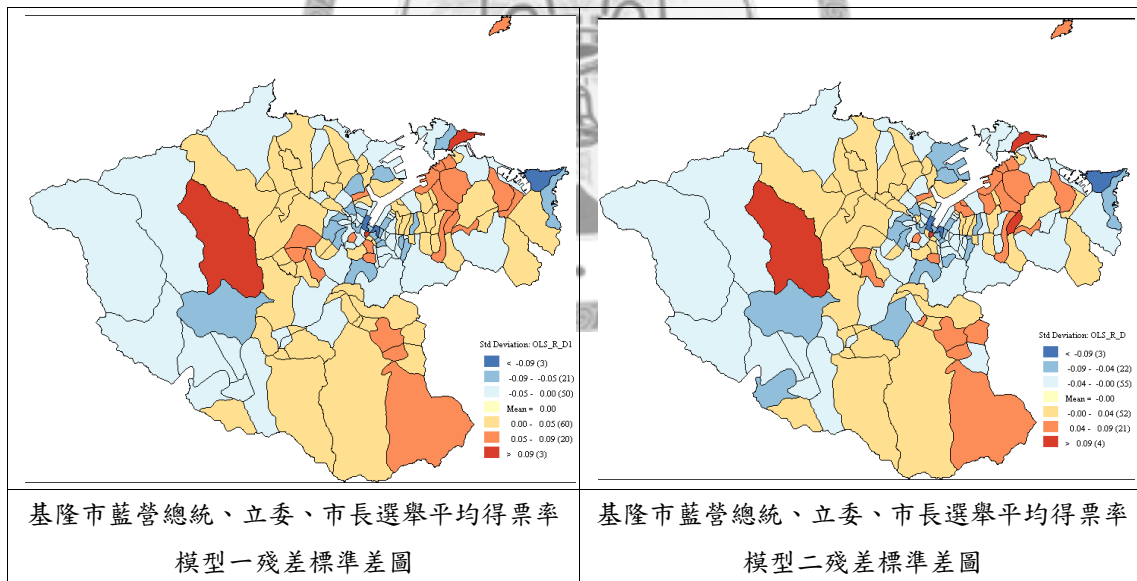 Std Deviation: OLS_R_D1
< -0.09 (3)
-0.09 - -0.05 (21)
-0.05 - 0.00 (50)
Mean = 0.00
0.00 - 0.05 (60)
0.05 - 0.09 (20)
> 0.09 (3)
Std Deviation: OLS_R_D
< -0.09 (3)
-0.09 - -0.04 (22)
-0.04 - -0.00 (55)
Mean = -0.00
-0.00 - 0.04 (52)
0.04 - 0.09 (21)
> 0.09 (4)
基隆市藍營總統、立委、市長選舉平均得票率
模型一殘差標準差圖
基隆市藍營總統、立委、市長選舉平均得票率
模型二殘差標準差圖